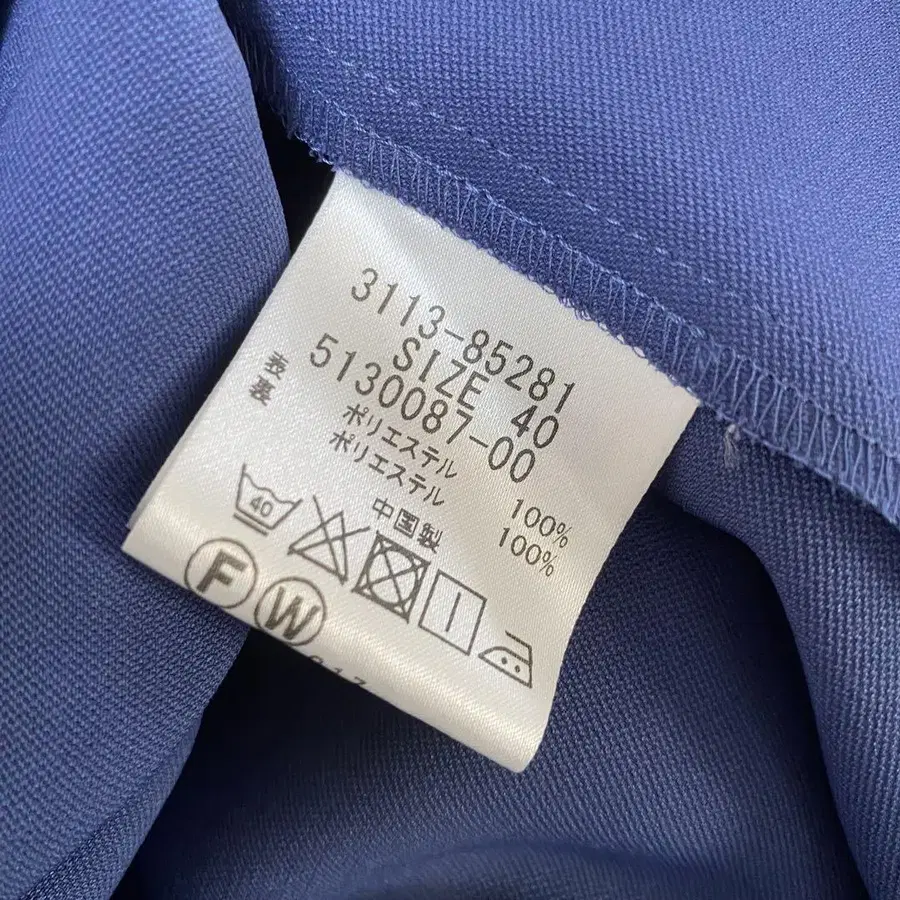 3113-85281
SIZE 40
5130087-00
表 ポリエステル 100%
裏 ポリエステル 100%
中国製
40
F W